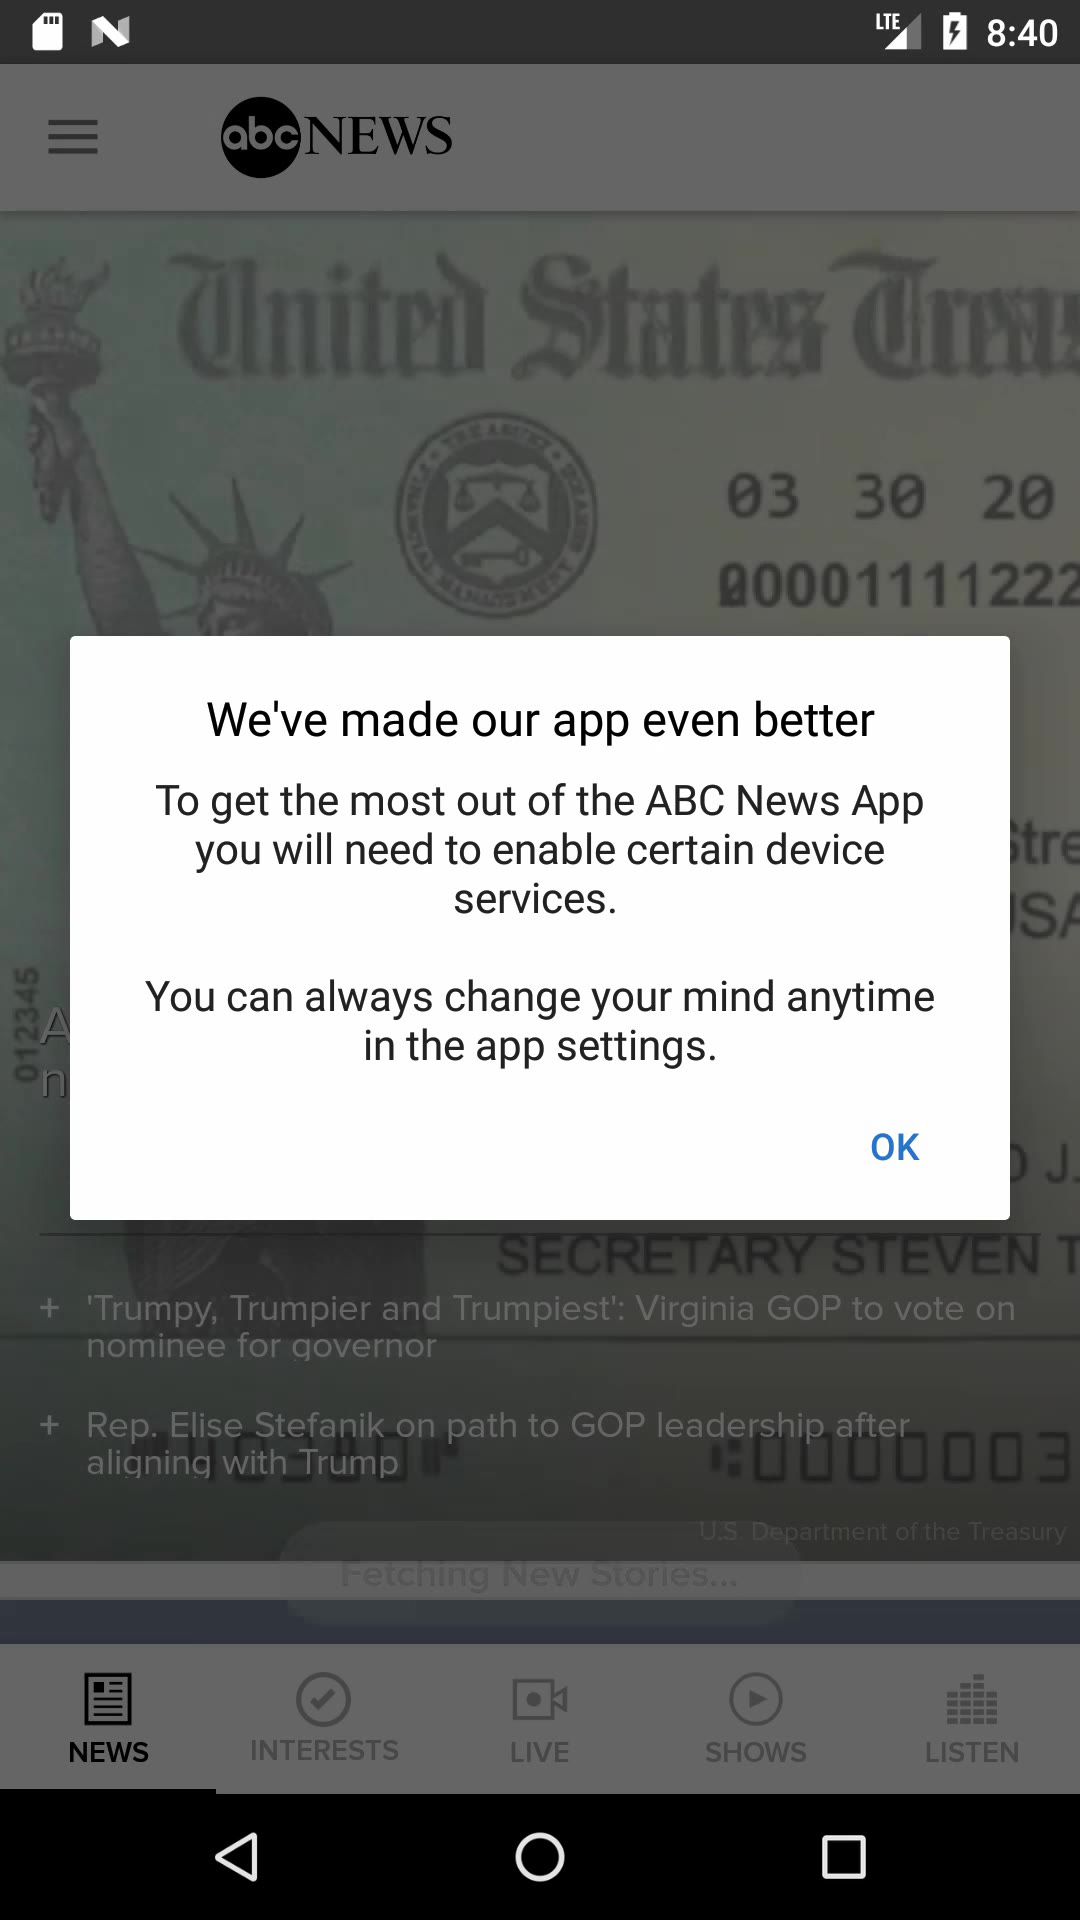 LTE 8:40
abc NEWS
United States Treas
03 30 20
00001111222
We've made our app even better
To get the most out of the ABC News App
you will need to enable certain device
services.
You can always change your mind anytime
in the app settings.
OK
Stre
USA
012345
A
n
D J.
SECRETARY STEVEN T
+ 'Trumpy, Trumpier and Trumpiest': Virginia GOP to vote on
nominee for governor
+ Rep. Elise Stefanik on path to GOP leadership after
aligning with Trump
0000003
U.S. Department of the Treasury
Fetching New Stories...
NEWS INTERESTS LIVE SHOWS LISTEN